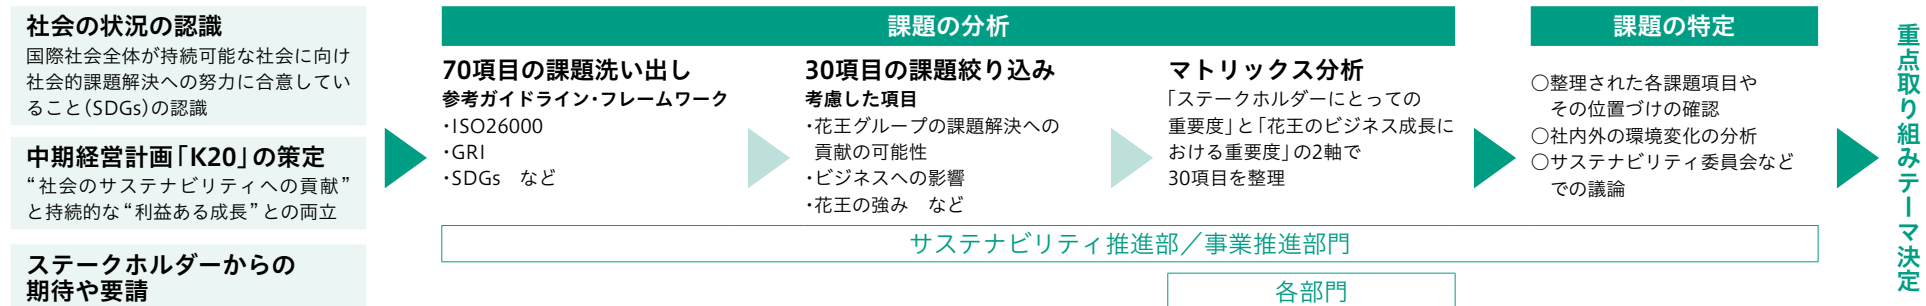 社会の状況の認識
国際社会全体が持続可能な社会に向け
社会的課題解決への努力に合意してい
ること(SDGs)の認識
中期経営計画「K20」の策定
“社会のサステナビリティへの貢献”
と持続的な“利益ある成長”との両立
ステークホルダーからの
期待や要請
課題の分析
70項目の課題洗い出し
参考ガイドライン・フレームワーク
・ISO26000
・GRI
・SDGs　など
30項目の課題絞り込み
考慮した項目
・花王グループの課題解決への
貢献の可能性
・ビジネスへの影響
・花王の強み　など
マトリックス分析
「ステークホルダーにとっての
重要度」と「花王のビジネス成長に
おける重要度」の2軸で
30項目を整理
課題の特定
○整理された各課題項目や
その位置づけの確認
○社内外の環境変化の分析
○サステナビリティ委員会など
での議論
サステナビリティ推進部／事業推進部門
各部門
重点取り組みテーマ決定